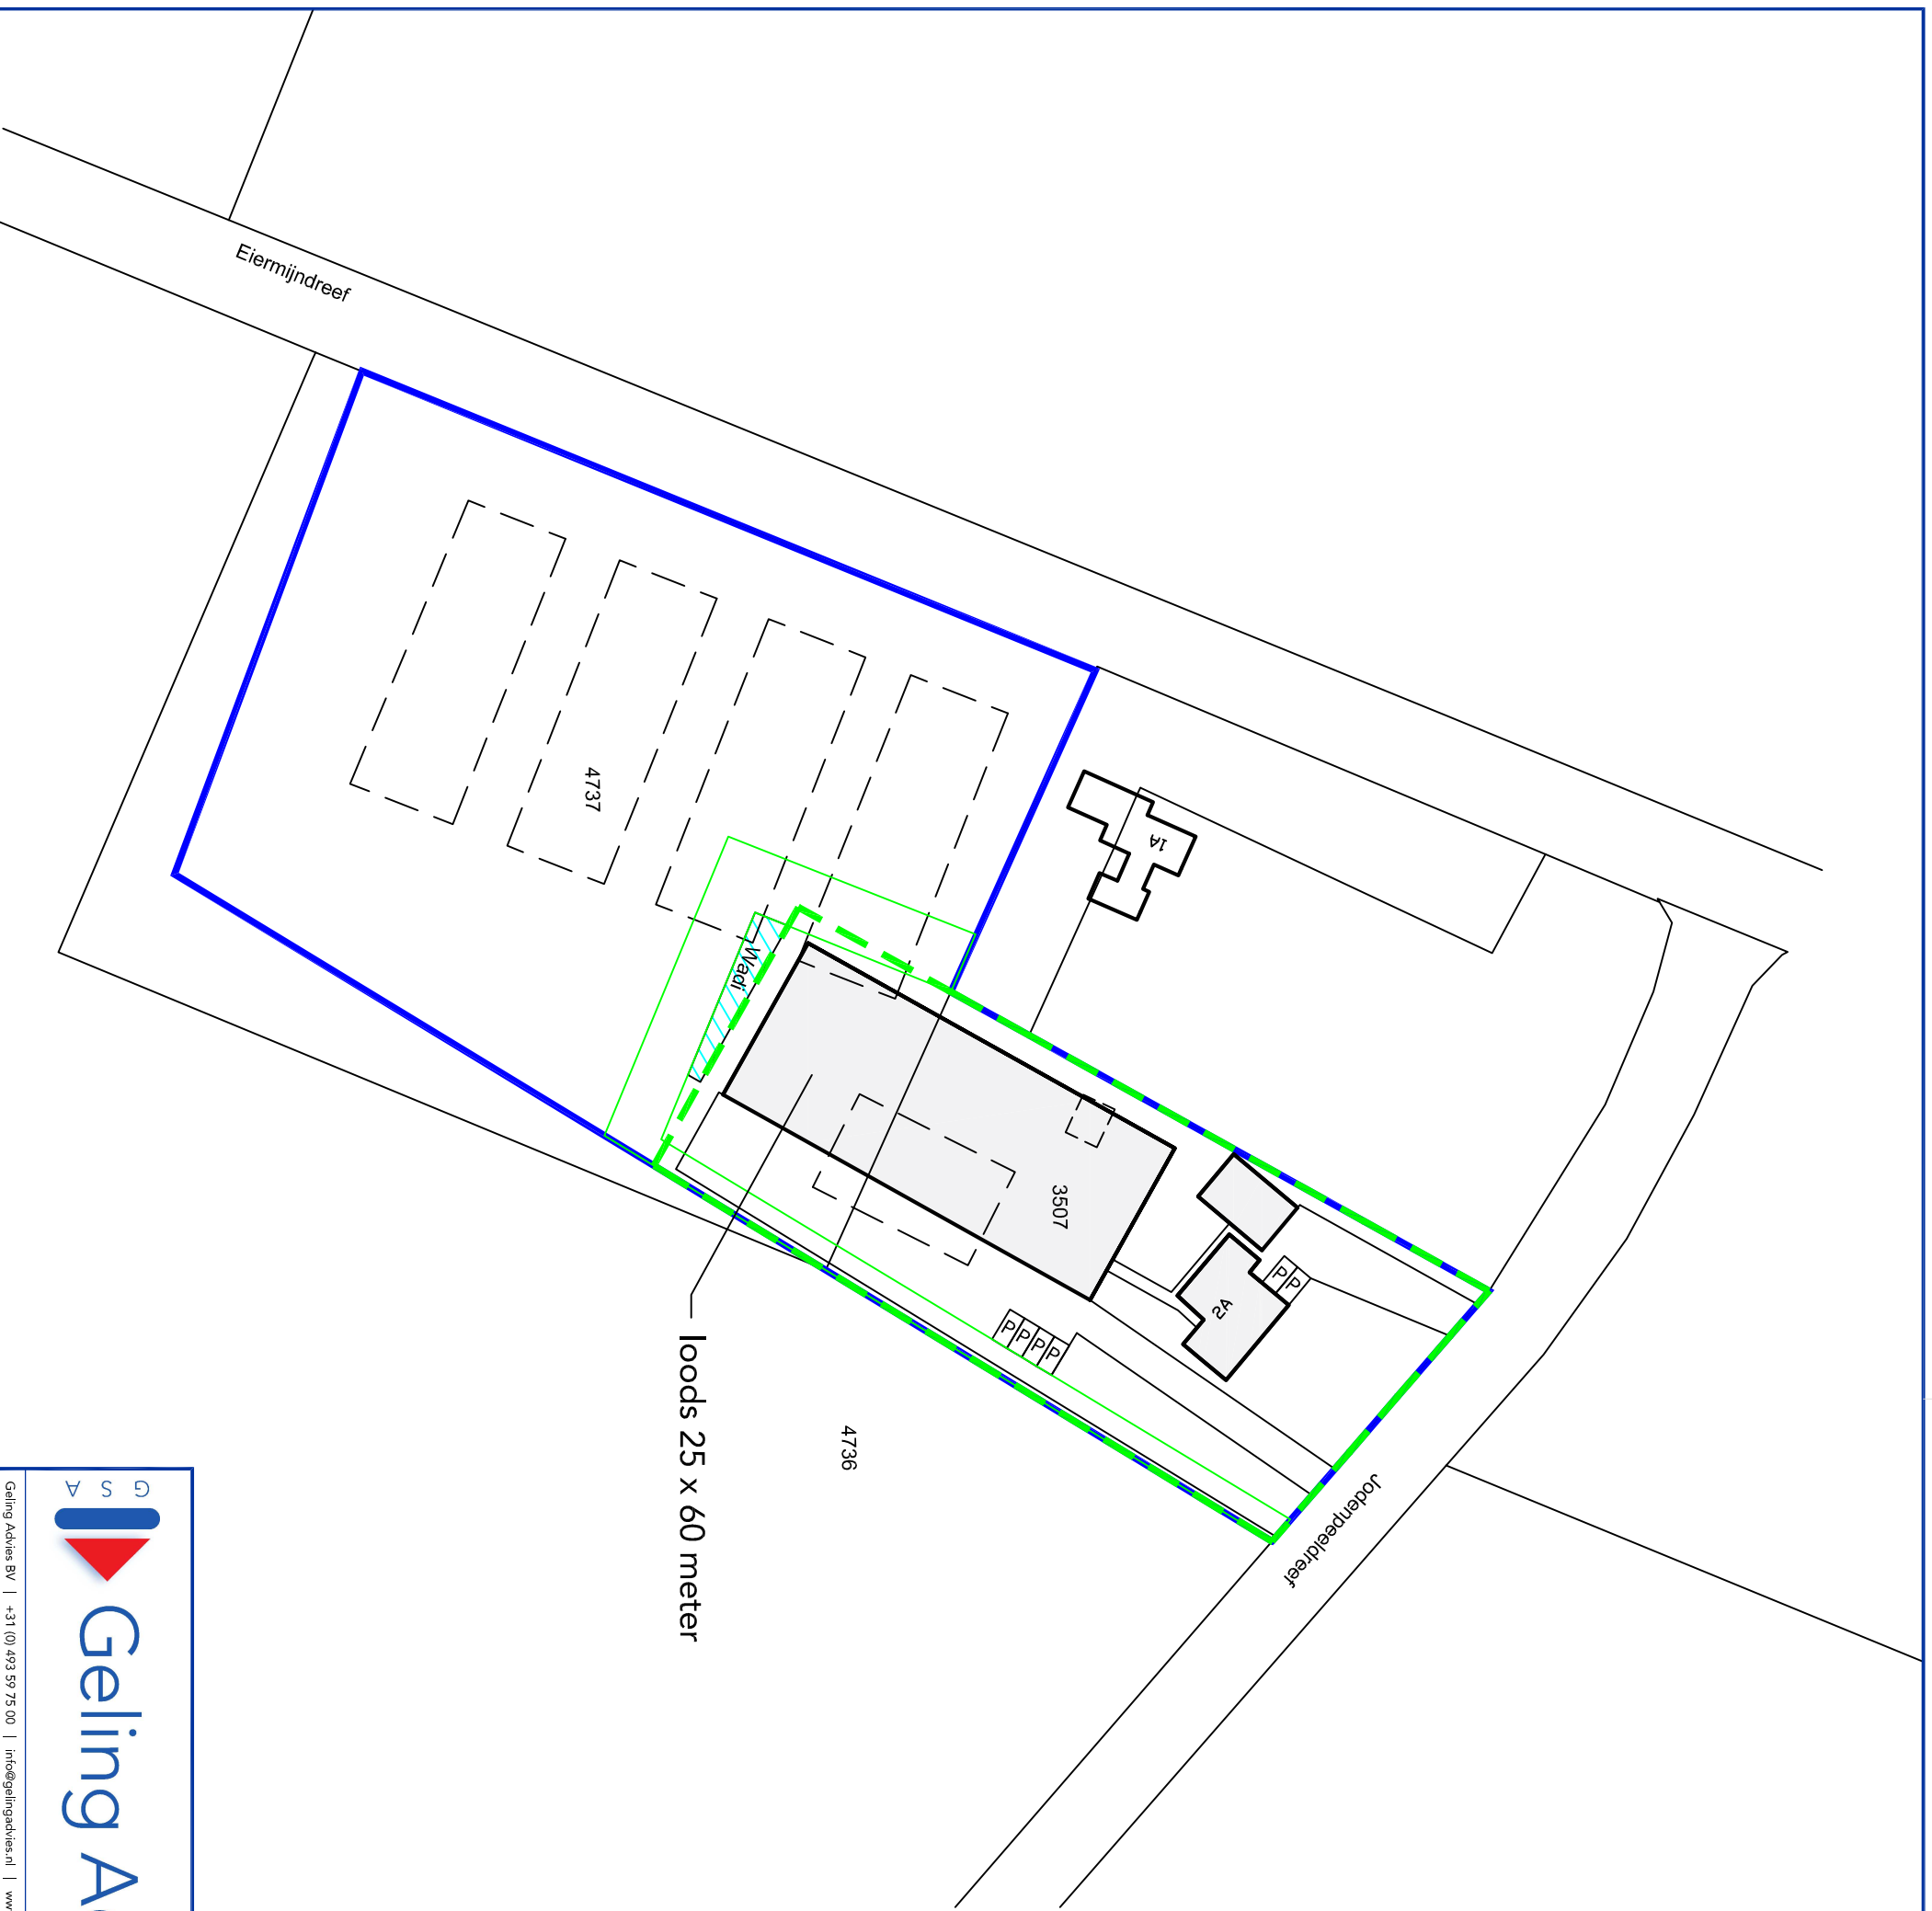 Eiermijndreef
4737
1A
Wadi
3507
P
P
2A
P
P
P
P
4736
loods 25 x 60 meter
Jodenpeeldreef
G S A
Geling
Geling Advies BV | +31 (0) 493 59 75 00 | info@gelingadvies.nl |